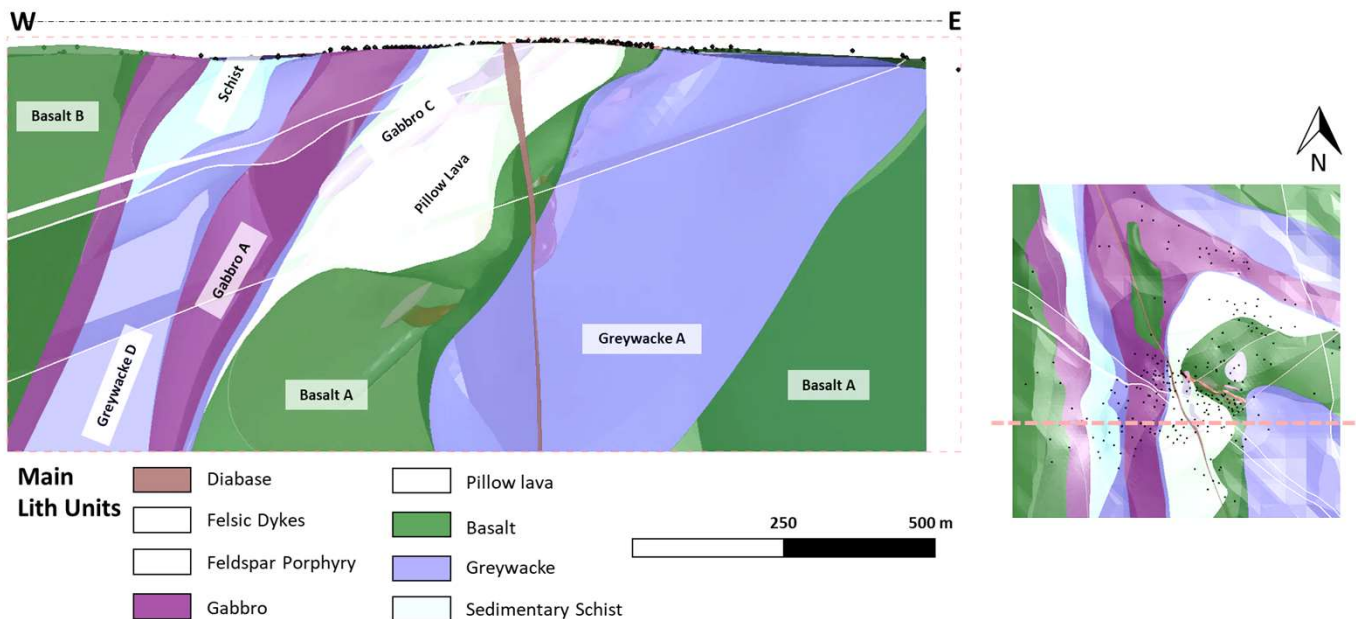 W
E
Basalt B
Schist
Gabbro C
Pillow Lava
Gabbro A
Greywacke D
Basalt A
Greywacke A
Basalt A
N
Main
Lith Units
Diabase
Felsic Dykes
Feldspar Porphyry
Gabbro
Pillow lava
Basalt
Greywacke
Sedimentary Schist
250
500 m